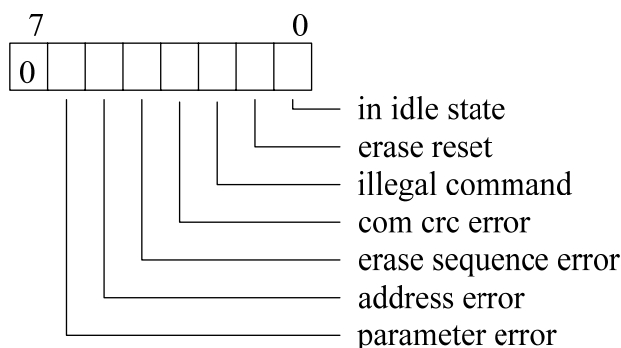 7 0
0
in idle state
erase reset
illegal command
com crc error
erase sequence error
address error
parameter error